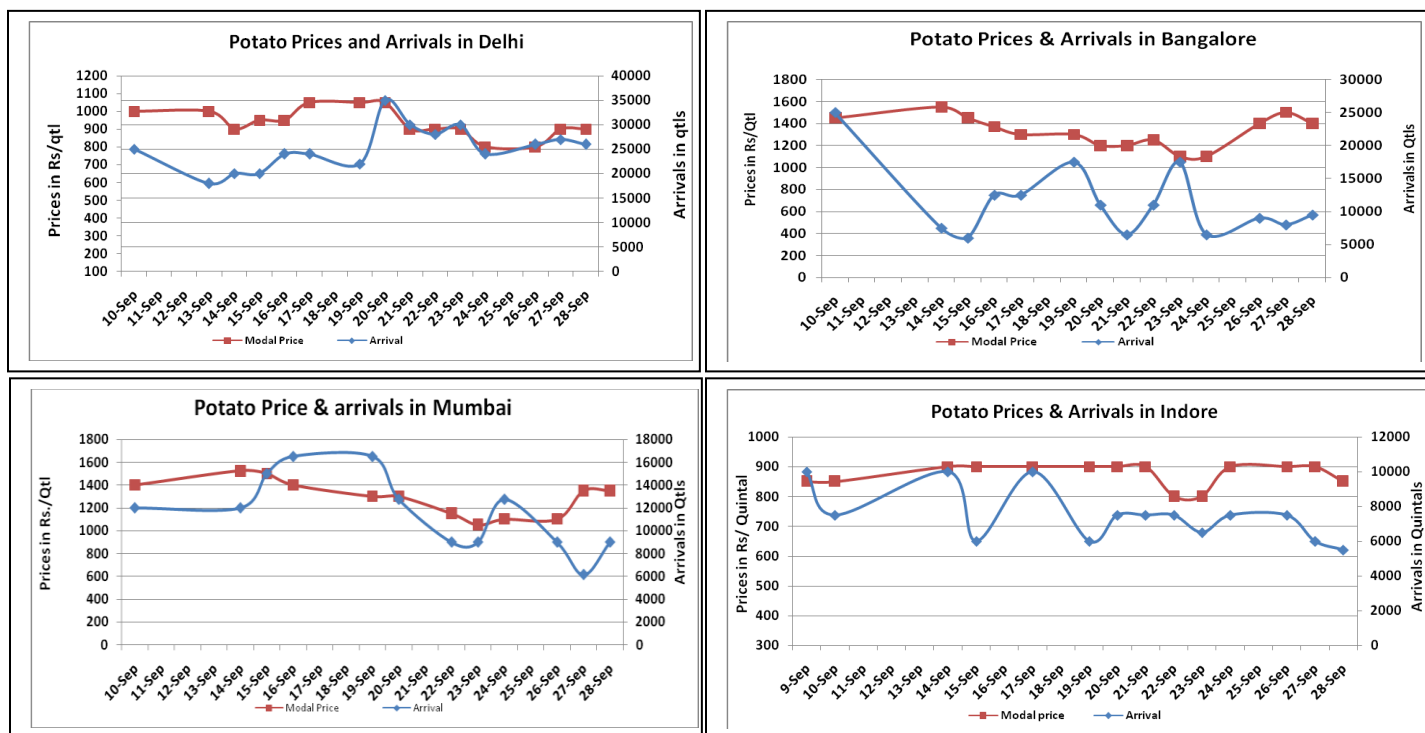 Potato Prices and Arrivals in Delhi
Prices in Rs/qtl
1200
1100
1000
900
800
700
600
500
400
300
200
100
40000
35000
30000
25000
20000
15000
10000
5000
0
Arrivals in qtls
10-Sep
11-Sep
12-Sep
13-Sep
14-Sep
15-Sep
16-Sep
17-Sep
18-Sep
19-Sep
20-Sep
21-Sep
22-Sep
23-Sep
24-Sep
25-Sep
26-Sep
27-Sep
28-Sep
Modal Price Arrival
Potato Prices & Arrivals in Bangalore
Prices in Rs/Qtl
1800
1600
1400
1200
1000
800
600
400
200
0
30000
25000
20000
15000
10000
5000
0
Arrivals in Qtls
10-Sep
11-Sep
12-Sep
13-Sep
14-Sep
15-Sep
16-Sep
17-Sep
18-Sep
19-Sep
20-Sep
21-Sep
22-Sep
23-Sep
24-Sep
25-Sep
26-Sep
27-Sep
28-Sep
Modal Price Arrival
Potato Price & arrivals in Mumbai
Prices in Rs./Qtl
1800
1600
1400
1200
1000
800
600
400
200
0
18000
16000
14000
12000
10000
8000
6000
4000
2000
0
Arrivals in Qtls
10-Sep
11-Sep
12-Sep
13-Sep
14-Sep
15-Sep
16-Sep
17-Sep
18-Sep
19-Sep
20-Sep
21-Sep
22-Sep
23-Sep
24-Sep
25-Sep
26-Sep
27-Sep
28-Sep
Modal Price Arrival
Potato Prices & Arrivals in Indore
Prices in Rs/ Quintal
1000
900
800
700
600
500
400
300
12000
10000
8000
6000
4000
2000
0
Arrivals in Quintals
9-Sep
10-Sep
11-Sep
12-Sep
13-Sep
14-Sep
15-Sep
16-Sep
17-Sep
18-Sep
19-Sep
20-Sep
21-Sep
22-Sep
23-Sep
24-Sep
25-Sep
26-Sep
27-Sep
28-Sep
Modal price Arrival